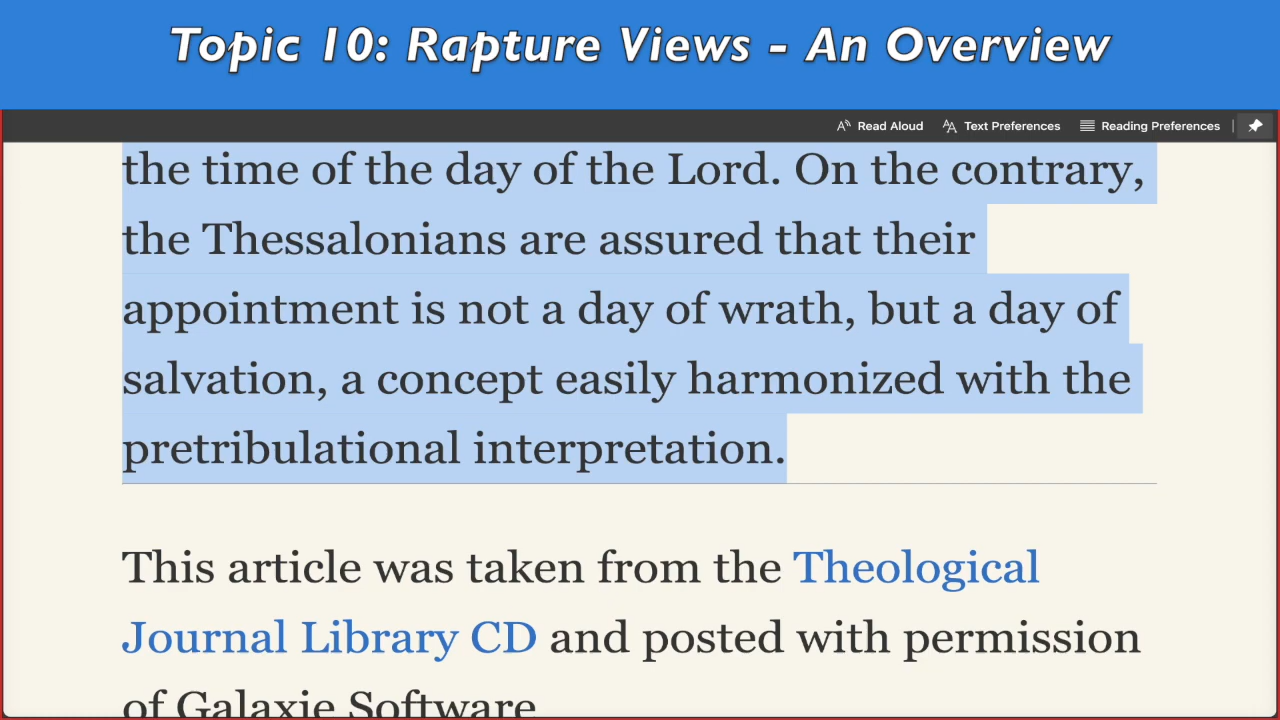 Topic 10: Rapture Views - An Overview
Read Aloud Text Preferences Reading Preferences
the time of the day of the Lord. On the contrary,
the Thessalonians are assured that their
appointment is not a day of wrath, but a day of
salvation, a concept easily harmonized with the
pretribulational interpretation.
This article was taken from the Theological
Journal Library CD and posted with permission
of Galaxie Software